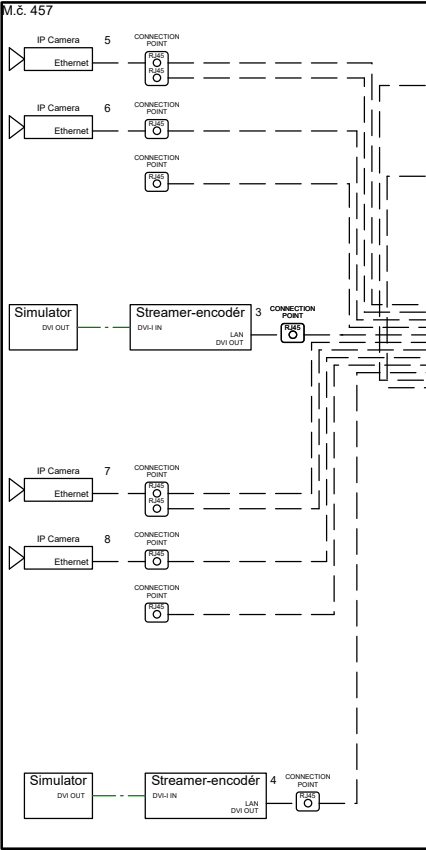 M.č. 457
IP Camera 5
Ethernet
CONNECTION
POINT
RJ45
RJ45
IP Camera 6
Ethernet
CONNECTION
POINT
RJ45
CONNECTION
POINT
RJ45
Simulator
DVI OUT
Streamer-encodér 3
DVI-I IN
LAN
DVI OUT
CONNECTION
POINT
RJ45
IP Camera 7
Ethernet
CONNECTION
POINT
RJ45
RJ45
IP Camera 8
Ethernet
CONNECTION
POINT
RJ45
CONNECTION
POINT
RJ45
Simulator
DVI OUT
Streamer-encodér 4
DVI-I IN
LAN
DVI OUT
CONNECTION
POINT
RJ45